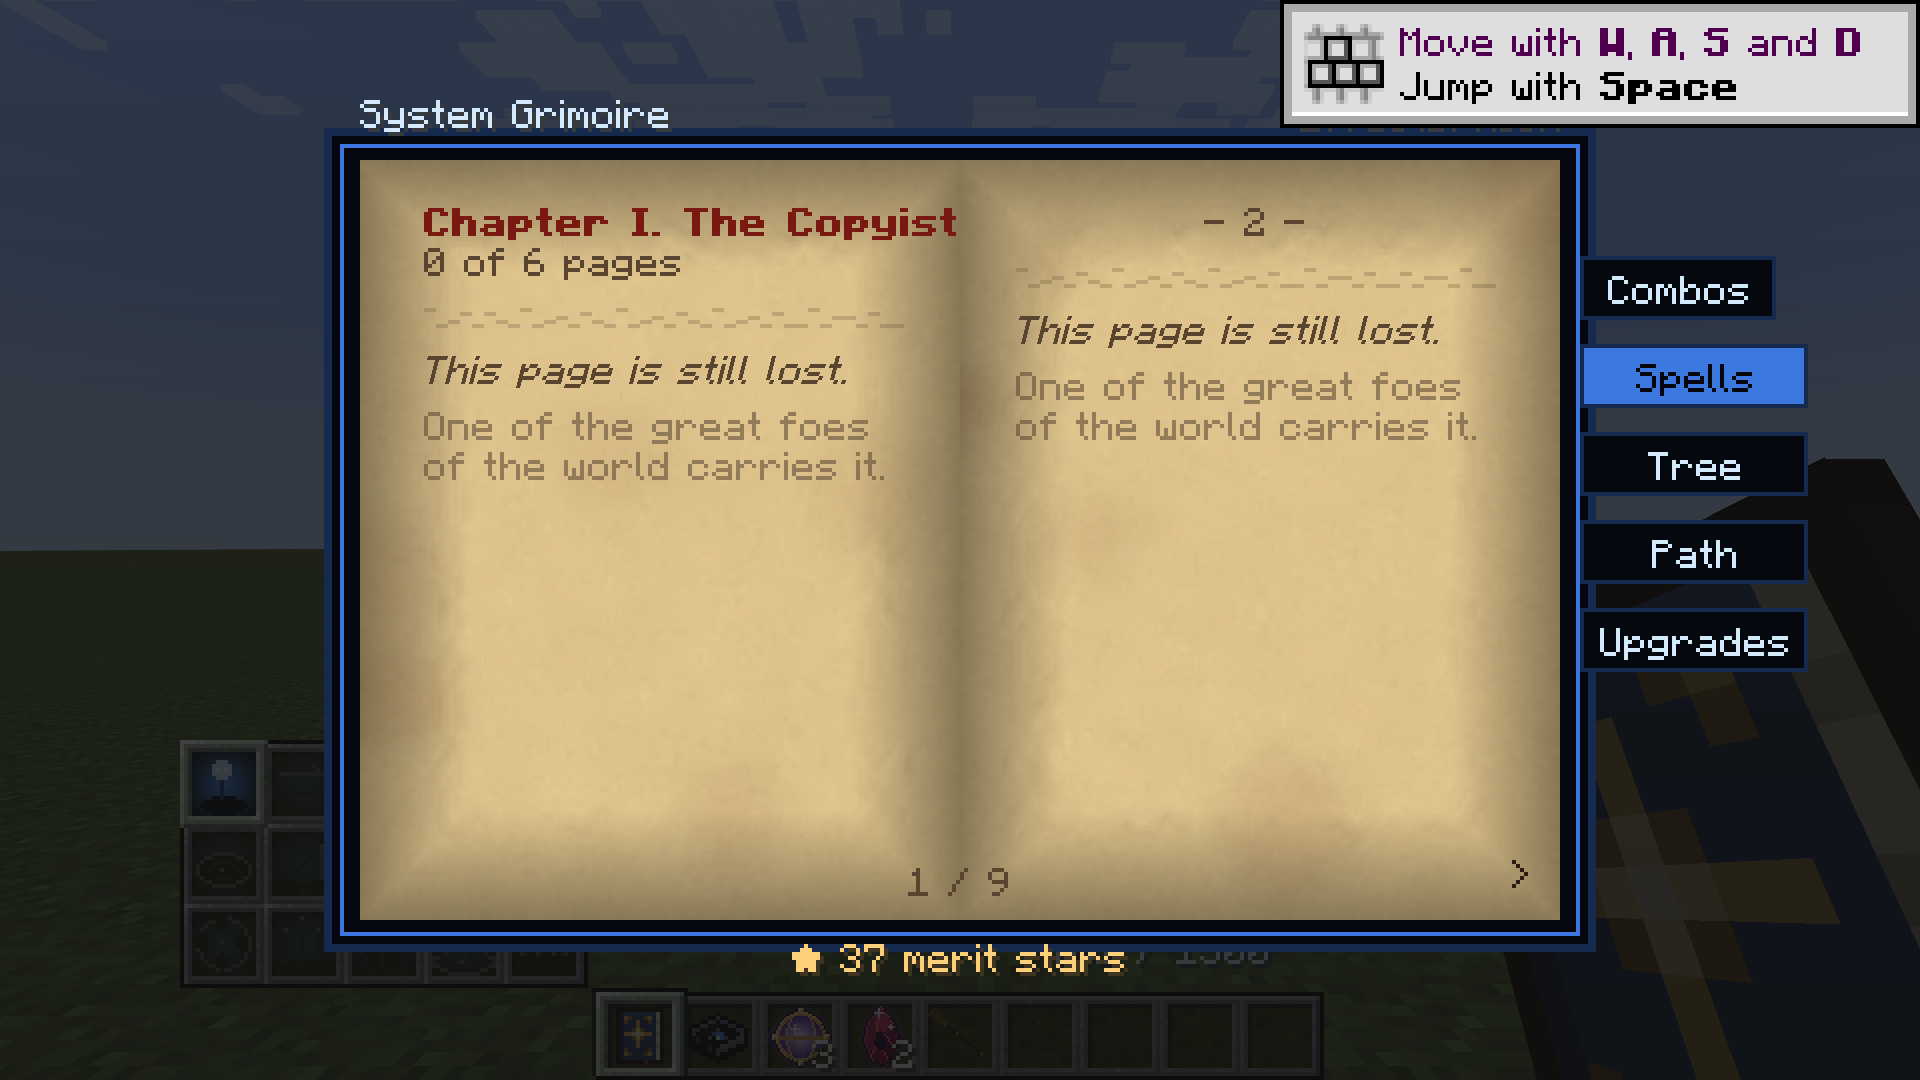 Move with W, A, S and D
Jump with Space
System Grimoire
Chapter I. The Copyist
0 of 6 pages
This page is still lost.
One of the great foes
of the world carries it.
- 2 -
This page is still lost.
One of the great foes
of the world carries it.
Combos
Spells
Tree
Path
Upgrades
1 / 9
>
37 merit stars
3
2